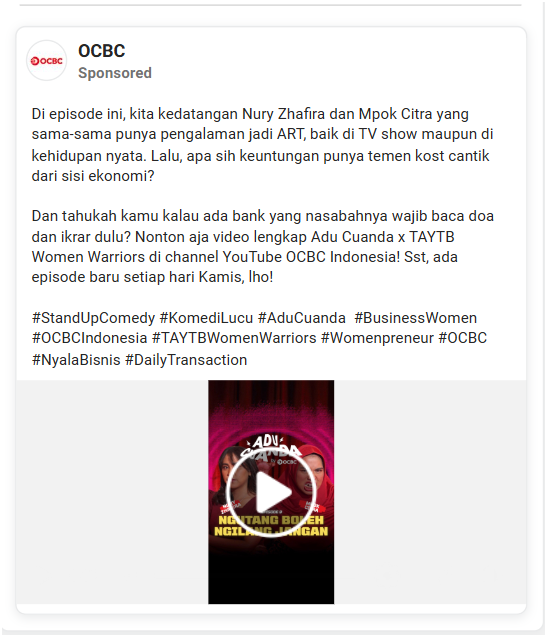 OCBC
OCBC
Sponsored
Di episode ini, kita kedatangan Nury Zhafira dan Mpok Citra yang
sama-sama punya pengalaman jadi ART, baik di TV show maupun di
kehidupan nyata. Lalu, apa sih keuntungan punya temen kost cantik
dari sisi ekonomi?
Dan tahukah kamu kalau ada bank yang nasabahnya wajib baca doa
dan ikrar dulu? Nonton aja video lengkap Adu Cuanda x TAYTB
Women Warriors di channel YouTube OCBC Indonesia! Sst, ada
episode baru setiap hari Kamis, lho!
#StandUpComedy #KomediLucu #AduCuanda #BusinessWomen
#OCBCIndonesia #TAYTBWomenWarriors #Womenpreneur #OCBC
#NyalaBisnis #DailyTransaction
ADU
CUANDA
OCBC
NGUTANG BOLEH
NGILANG JANGAN